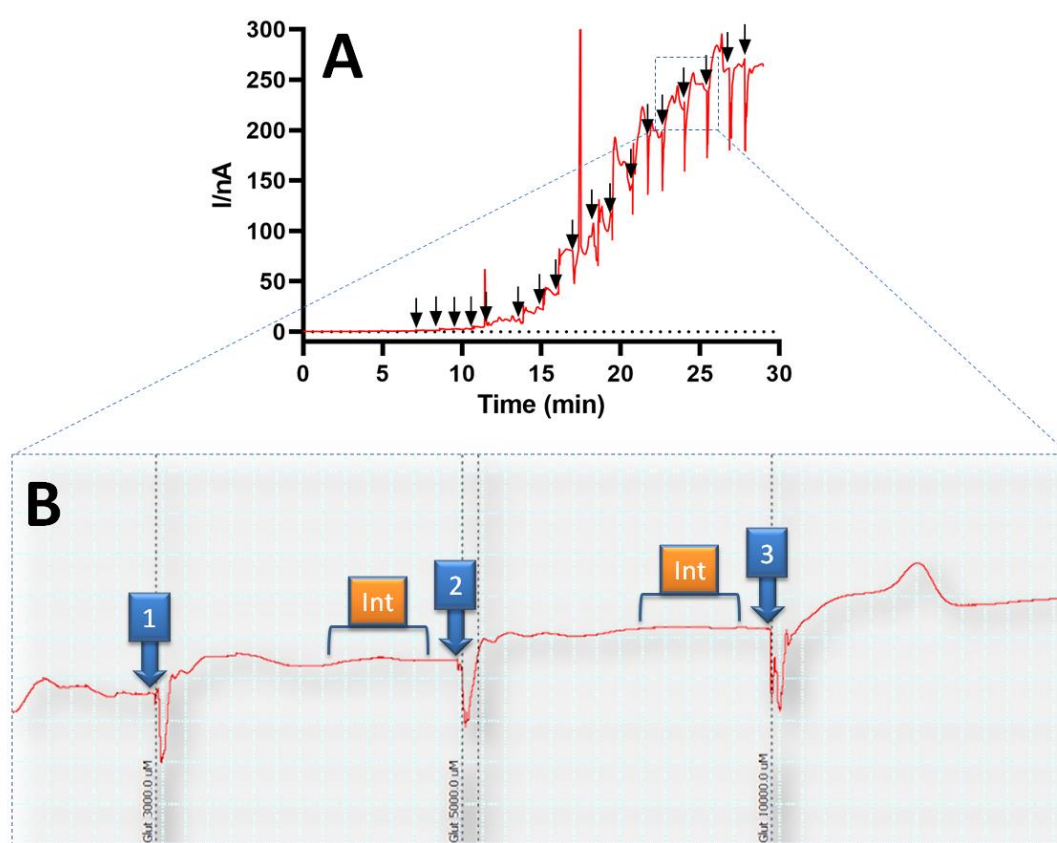 A
300
250
200
150
100
50
0
I/nA
0 5 10 15 20 25 30
Time (min)
B
1
Int
2
Int
3
Glut 3000.0 uM
Glut 5000.0 uM
Glut 10000.0 uM